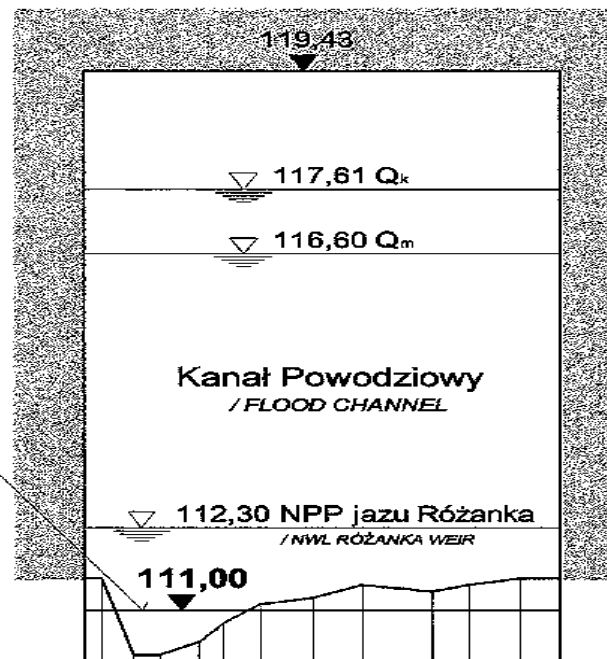 119,43
117,61 Qk
116,60 Qm
Kanał Powodziowy
/ FLOOD CHANNEL
112,30 NPP jazu Różanka
/ NWL RÓŻANKA WEIR
111,00